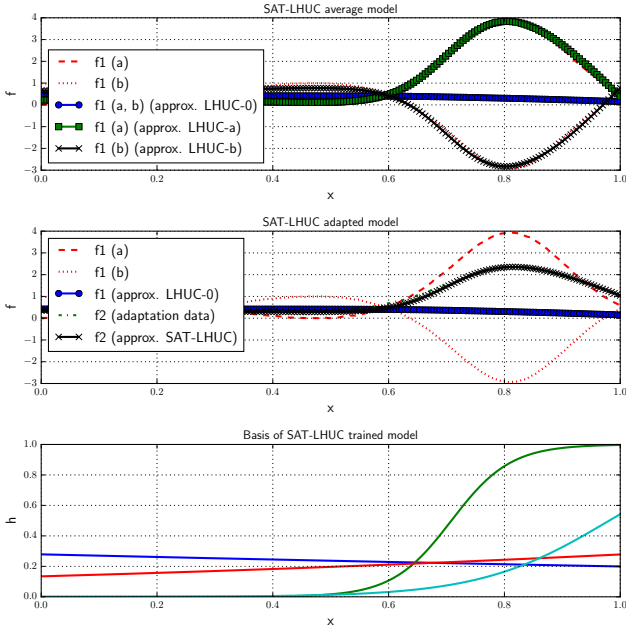 SAT-LHUC average model
4
3
2
1
0
−1
−2
−3
f
f1 (a)
f1 (b)
f1 (a, b) (approx. LHUC-0)
f1 (a) (approx. LHUC-a)
f1 (b) (approx. LHUC-b)
0.0 0.2 0.4 0.6 0.8 1.0
x
SAT-LHUC adapted model
4
3
2
1
0
−1
−2
−3
f
f1 (a)
f1 (b)
f1 (approx. LHUC-0)
f2 (adaptation data)
f2 (approx. SAT-LHUC)
0.0 0.2 0.4 0.6 0.8 1.0
x
Basis of SAT-LHUC trained model
1.0
0.8
0.6
0.4
0.2
0.0
h
0.0 0.2 0.4 0.6 0.8 1.0
x